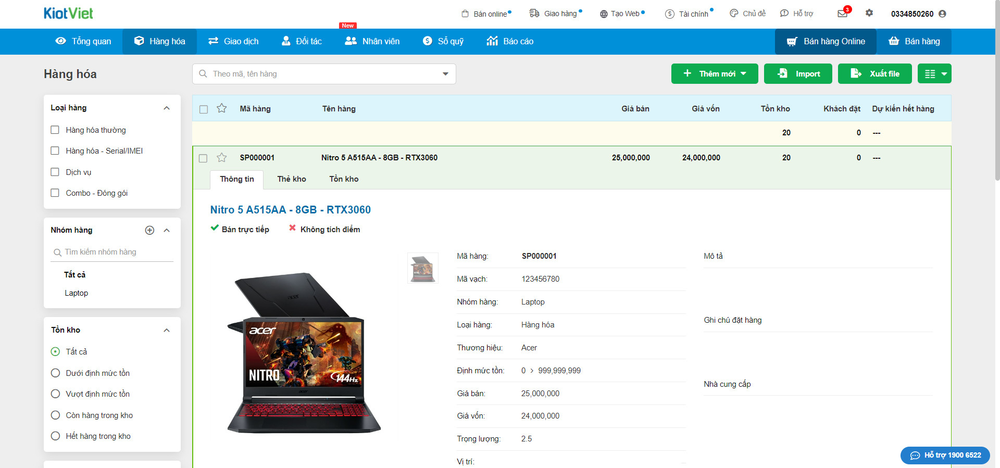 KiotViet
Bán online
Giao hàng
Tạo Web
Tài chính
Chủ đề
Hỗ trợ
3
0334850260
Tổng quan
Hàng hóa
Giao dịch
Đối tác
New
Nhân viên
Sổ quỹ
Báo cáo
Bán hàng Online
Bán hàng
Hàng hóa
Theo mã, tên hàng
Thêm mới
Import
Xuất file
Loại hàng
Hàng hóa thường
Hàng hóa - Serial/IMEI
Dịch vụ
Combo - Đóng gói
Nhóm hàng
Tìm kiếm nhóm hàng
Tất cả
Laptop
Tồn kho
Tất cả
Dưới định mức tồn
Vượt định mức tồn
Còn hàng trong kho
Hết hàng trong kho
Mã hàng Tên hàng Giá bán Giá vốn Tồn kho Khách đặt Dự kiến hết hàng
20 0 ---
SP000001 Nitro 5 A515AA - 8GB - RTX3060 25,000,000 24,000,000 20 0 ---
Thông tin Thẻ kho Tồn kho
Nitro 5 A515AA - 8GB - RTX3060
Bán trực tiếp Không tích điểm
acer
acer
NITRO
144Hz
acer
Mã hàng: SP000001
Mã vạch: 123456780
Nhóm hàng: Laptop
Loại hàng: Hàng hóa
Thương hiệu: Acer
Định mức tồn: 0 > 999,999,999
Giá bán: 25,000,000
Giá vốn: 24,000,000
Trọng lượng: 2.5
Vị trí:
Mô tả
Ghi chú đặt hàng
Nhà cung cấp
Hỗ trợ 1900 6522